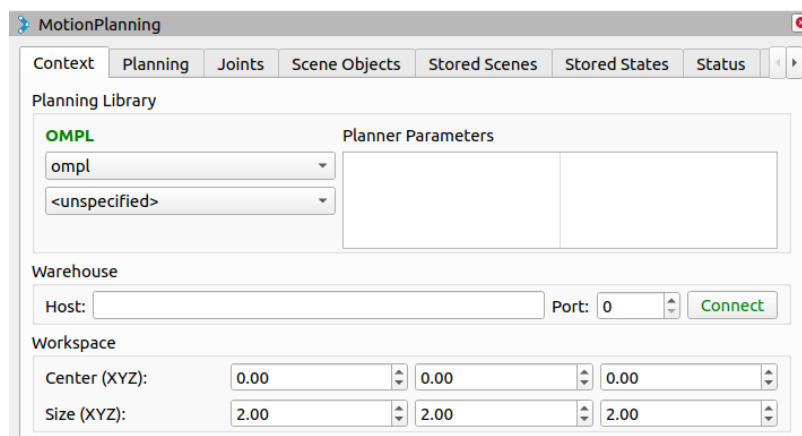 MotionPlanning
Context Planning Joints Scene Objects Stored Scenes Stored States Status
Planning Library
OMPL Planner Parameters
ompl
<unspecified>
Warehouse
Host: Port: 0 Connect
Workspace
Center (XYZ): 0.00 0.00 0.00
Size (XYZ): 2.00 2.00 2.00